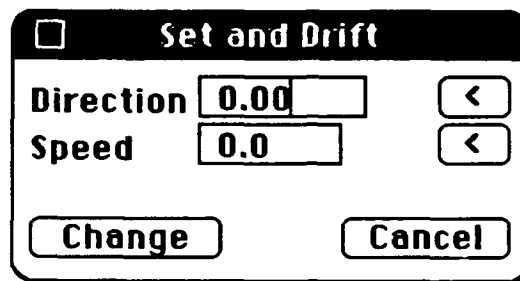 Set and Drift
Direction 0.00 <
Speed 0.0 <
Change Cancel